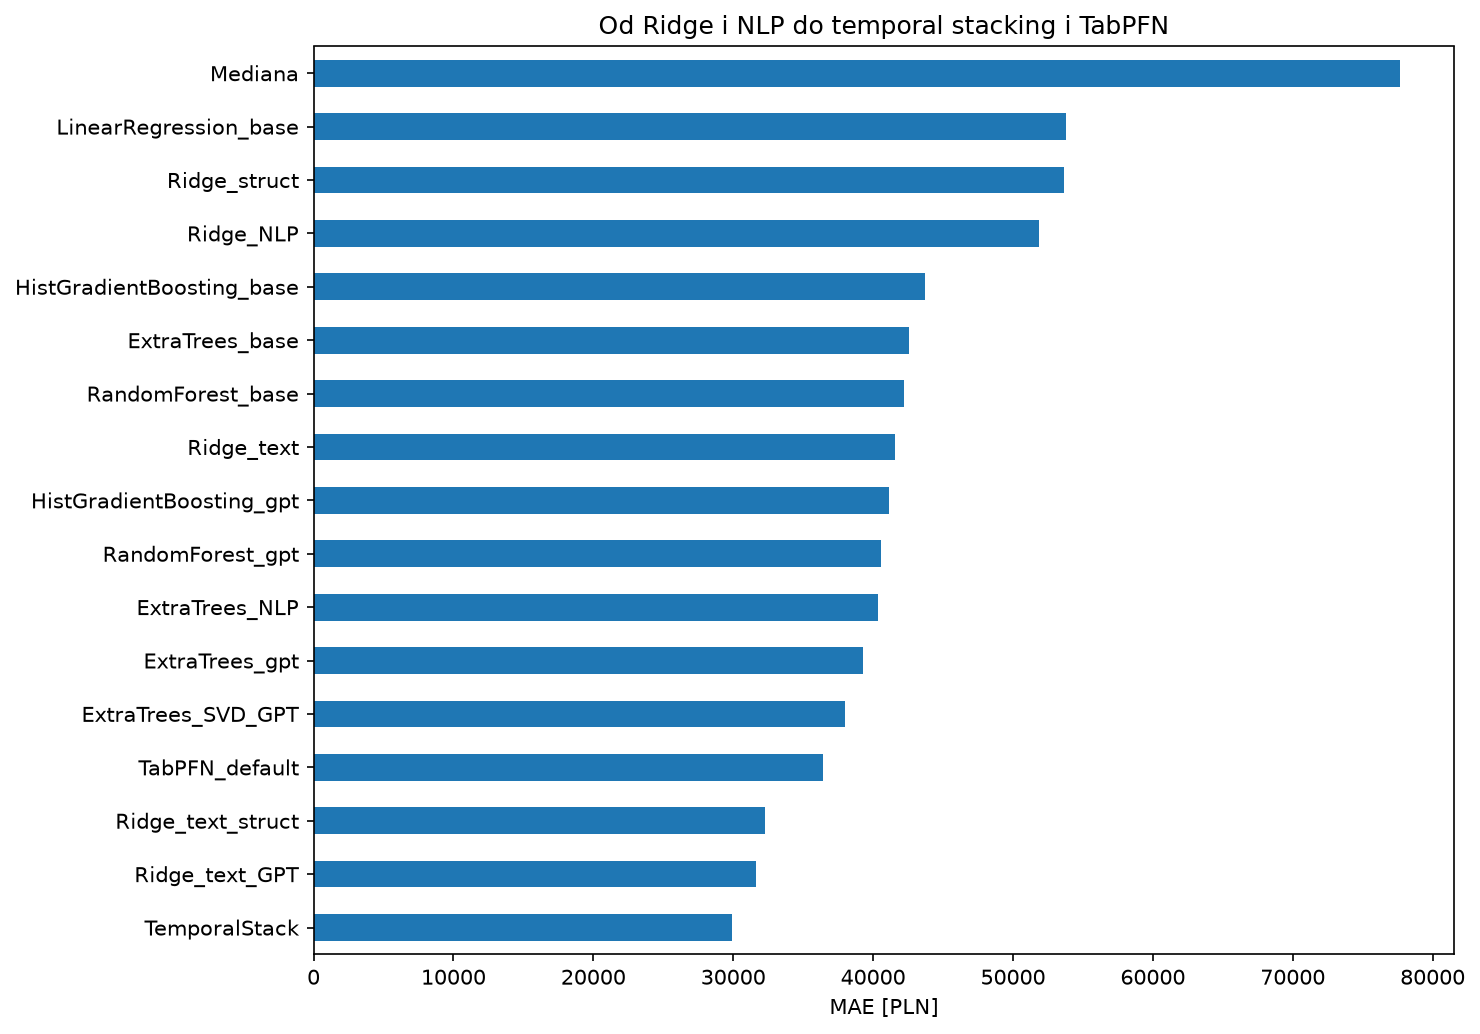 Od Ridge i NLP do temporal stacking i TabPFN
Mediana
LinearRegression_base
Ridge_struct
Ridge_NLP
HistGradientBoosting_base
ExtraTrees_base
RandomForest_base
Ridge_text
HistGradientBoosting_gpt
RandomForest_gpt
ExtraTrees_NLP
ExtraTrees_gpt
ExtraTrees_SVD_GPT
TabPFN_default
Ridge_text_struct
Ridge_text_GPT
TemporalStack
0 10000 20000 30000 40000 50000 60000 70000 80000
MAE [PLN]